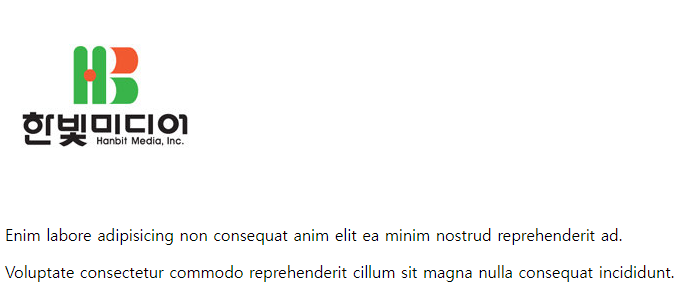 HB
한빛미디어
Hanbit Media, Inc.
Enim labore adipisicing non consequat anim elit ea minim nostrud reprehenderit ad.
Voluptate consectetur commodo reprehenderit cillum sit magna nulla consequat incididunt.